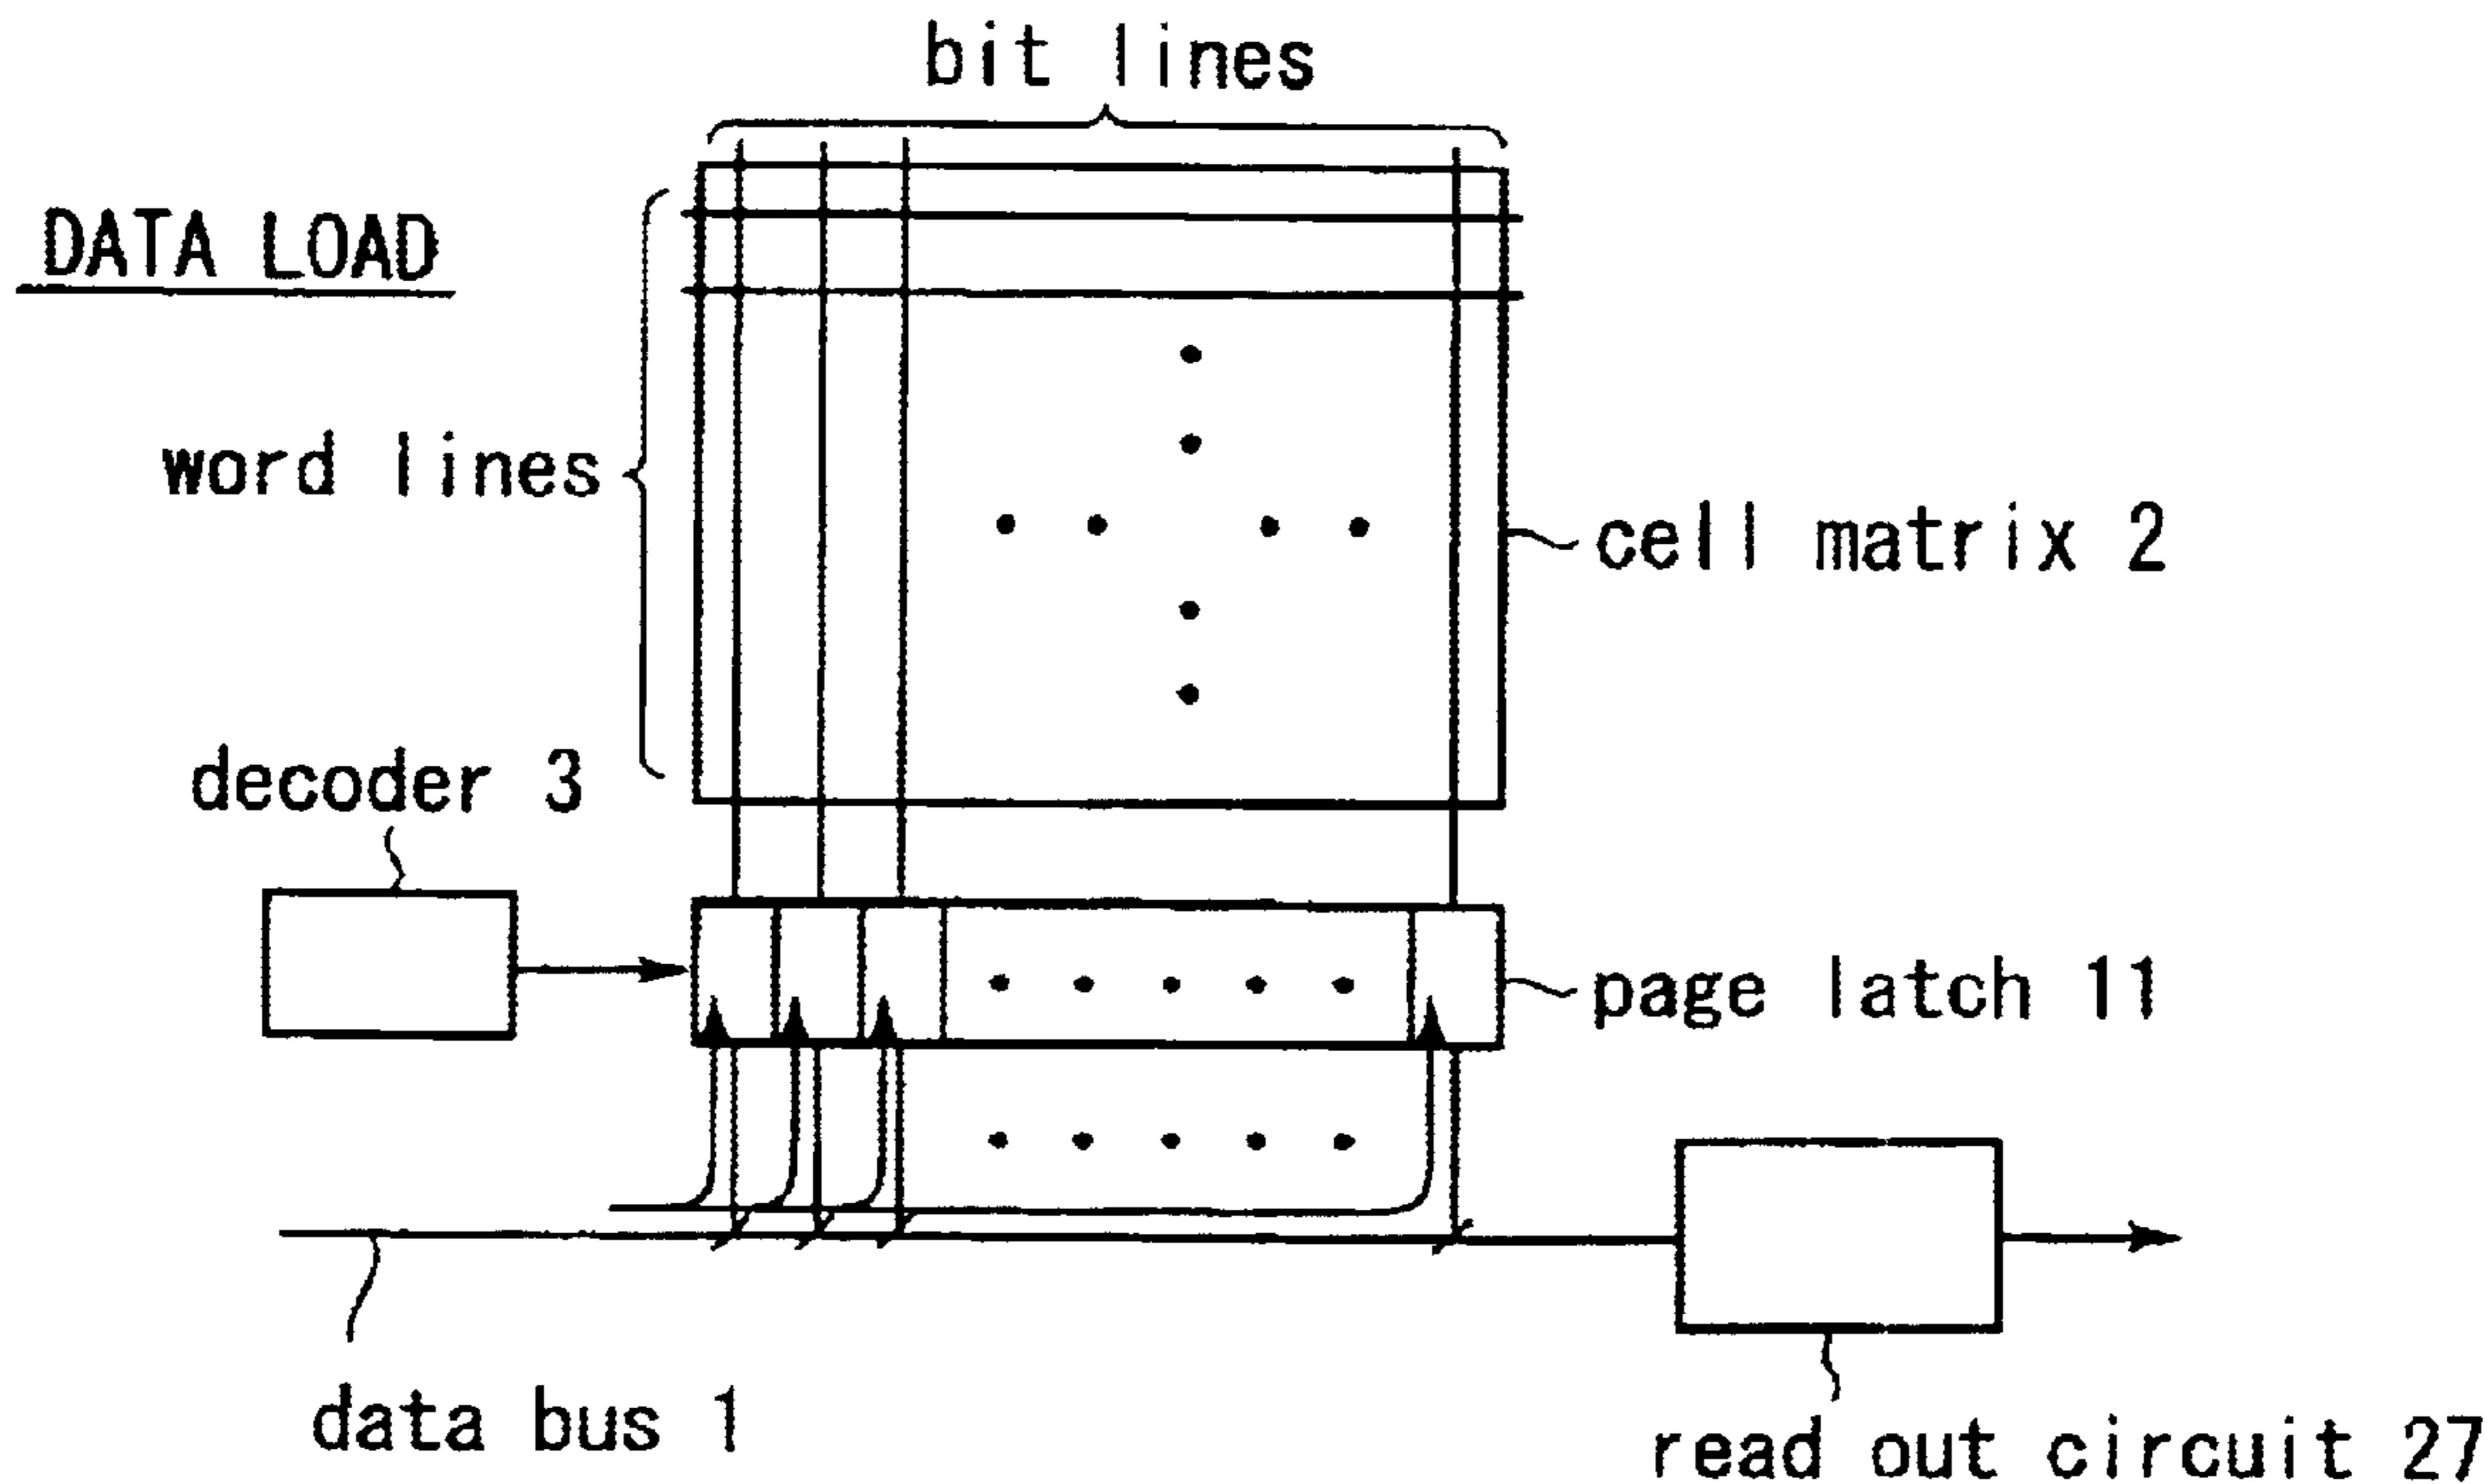 bit lines
DATA LOAD
word lines
cell matrix 2
decoder 3
page latch 11
data bus 1
read out circuit 27